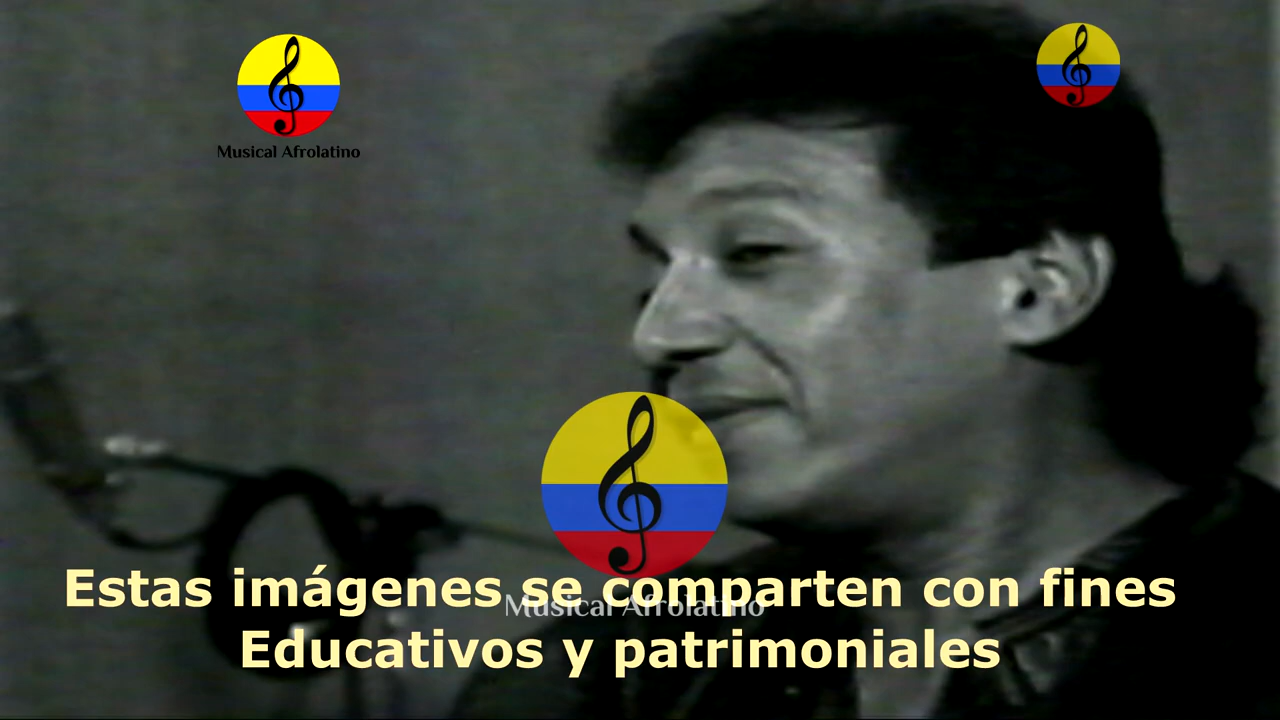 Musical Afrolatino
Estas imágenes se comparten con fines
Musical Afrolatino
Educativos y patrimoniales